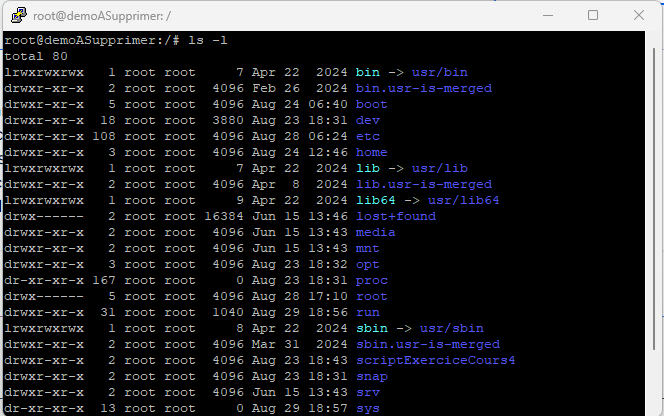 root@demoASupprimer: /
root@demoASupprimer:/# ls -l
total 80
lrwxrwxrwx   1 root root     7 Apr 22  2024 bin -> usr/bin
drwxr-xr-x   2 root root  4096 Feb 26  2024 bin.usr-is-merged
drwxr-xr-x   5 root root  4096 Aug 24 06:40 boot
drwxr-xr-x  18 root root  3880 Aug 23 18:31 dev
drwxr-xr-x 108 root root  4096 Aug 28 06:24 etc
drwxr-xr-x   3 root root  4096 Aug 24 12:46 home
lrwxrwxrwx   1 root root     7 Apr 22  2024 lib -> usr/lib
drwxr-xr-x   2 root root  4096 Apr  8  2024 lib.usr-is-merged
lrwxrwxrwx   1 root root     9 Apr 22  2024 lib64 -> usr/lib64
drwx------   2 root root 16384 Jun 15 13:46 lost+found
drwxr-xr-x   2 root root  4096 Jun 15 13:43 media
drwxr-xr-x   2 root root  4096 Jun 15 13:43 mnt
drwxr-xr-x   3 root root  4096 Aug 23 18:32 opt
dr-xr-xr-x 167 root root     0 Aug 23 18:31 proc
drwx------   5 root root  4096 Aug 28 17:10 root
drwxr-xr-x  31 root root  1040 Aug 29 18:56 run
lrwxrwxrwx   1 root root     8 Apr 22  2024 sbin -> usr/sbin
drwxr-xr-x   2 root root  4096 Mar 31  2024 sbin.usr-is-merged
drwxr-xr-x   2 root root  4096 Aug 23 18:43 scriptExerciceCours4
drwxr-xr-x   2 root root  4096 Aug 23 18:31 snap
drwxr-xr-x   2 root root  4096 Jun 15 13:43 srv
dr-xr-xr-x  13 root root     0 Aug 29 18:57 sys